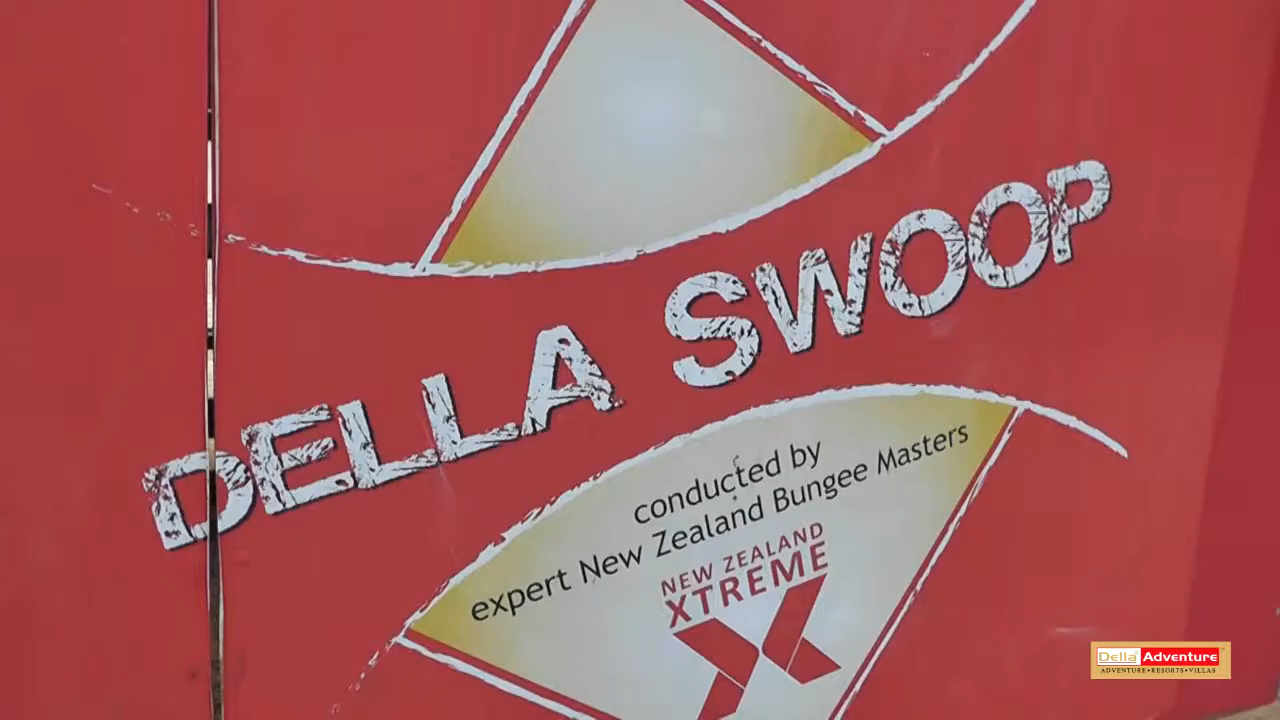 DELLA SWOOP
conducted by
expert New Zealand Bungee Masters
NEW ZEALAND
XTREME
X
Della Adventure
ADVENTURE•RESORTS•VILLAS